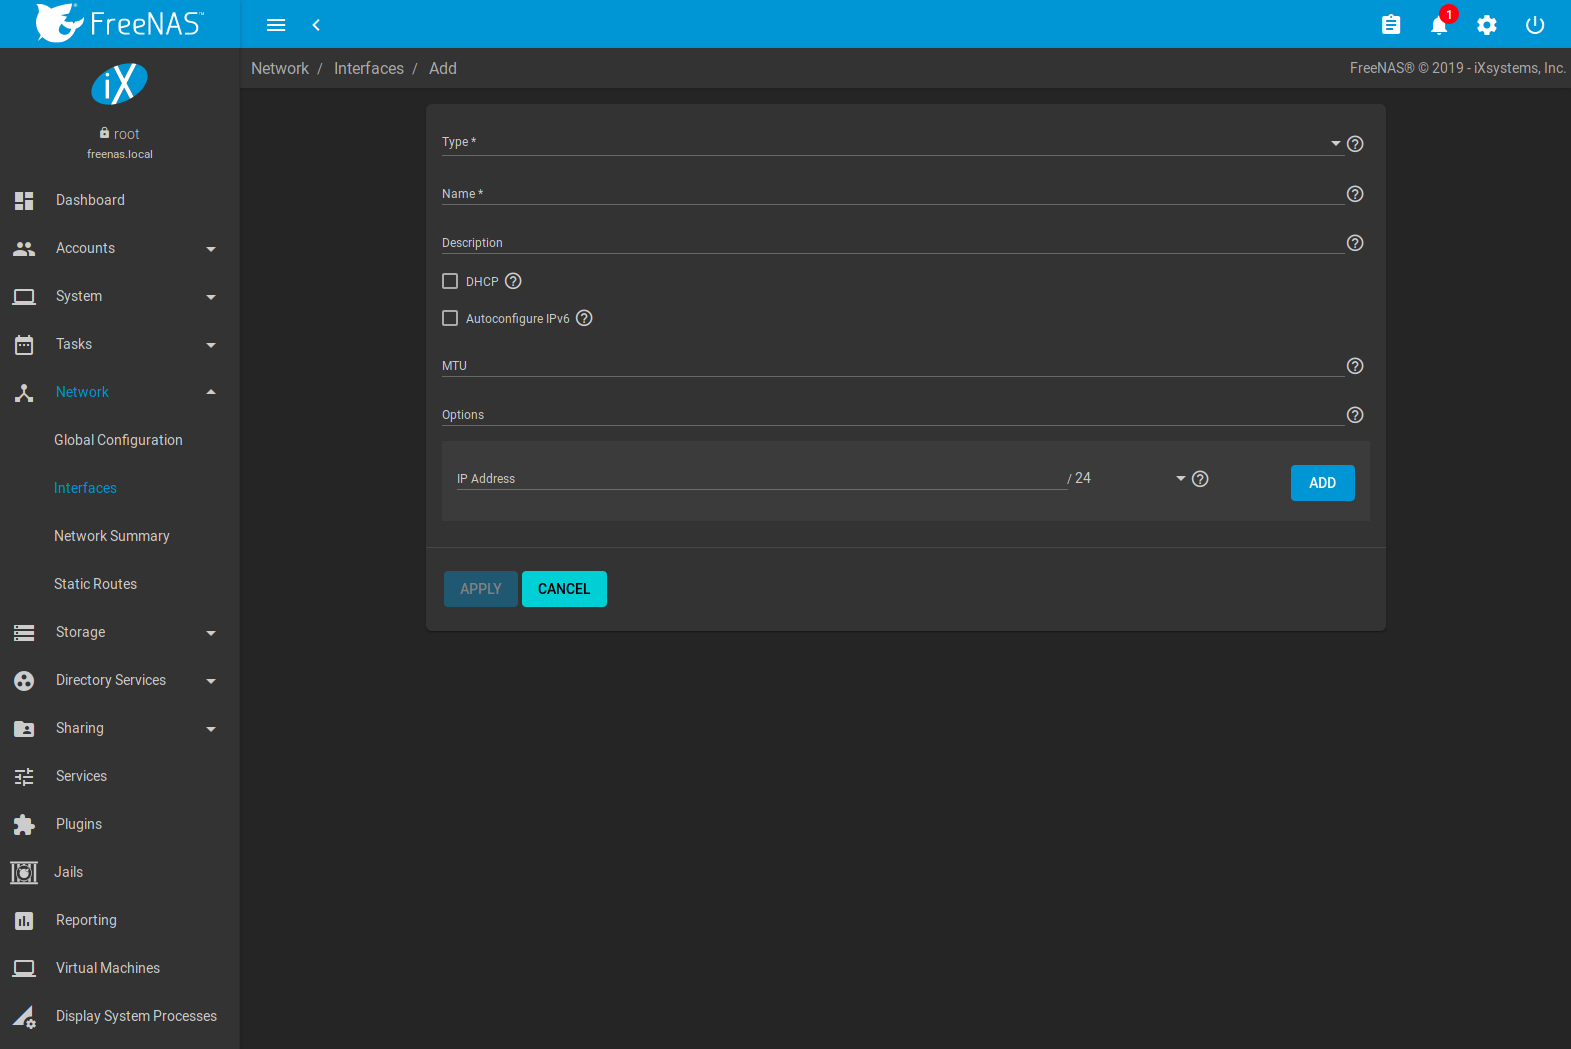 FreeNAS™
1
Network / Interfaces / Add
FreeNAS® © 2019 - iXsystems, Inc.
iX
root
freenas.local
Dashboard
Accounts
System
Tasks
Network
Global Configuration
Interfaces
Network Summary
Static Routes
Storage
Directory Services
Sharing
Services
Plugins
Jails
Reporting
Virtual Machines
Display System Processes
Type *
Name *
Description
DHCP
Autoconfigure IPv6
MTU
Options
IP Address / 24 ADD
APPLY CANCEL